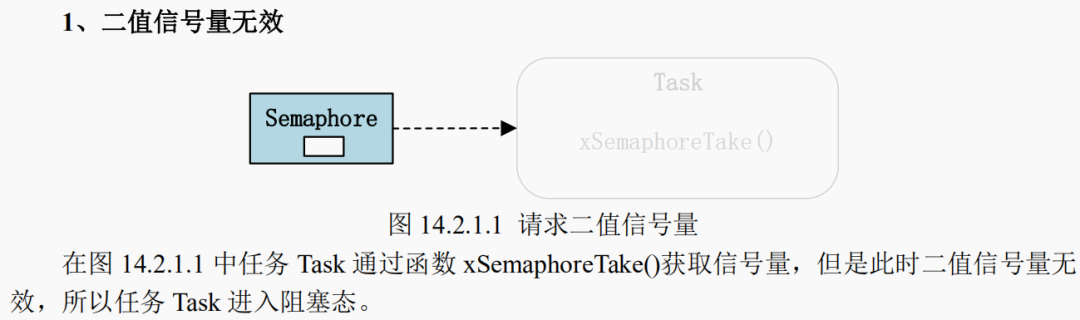 1、二值信号量无效
Semaphore
Task
xSemaphoreTake()
图 14.2.1.1 请求二值信号量
在图 14.2.1.1 中任务 Task 通过函数 xSemaphoreTake()获取信号量，但是此时二值信号量无
效，所以任务 Task 进入阻塞态。